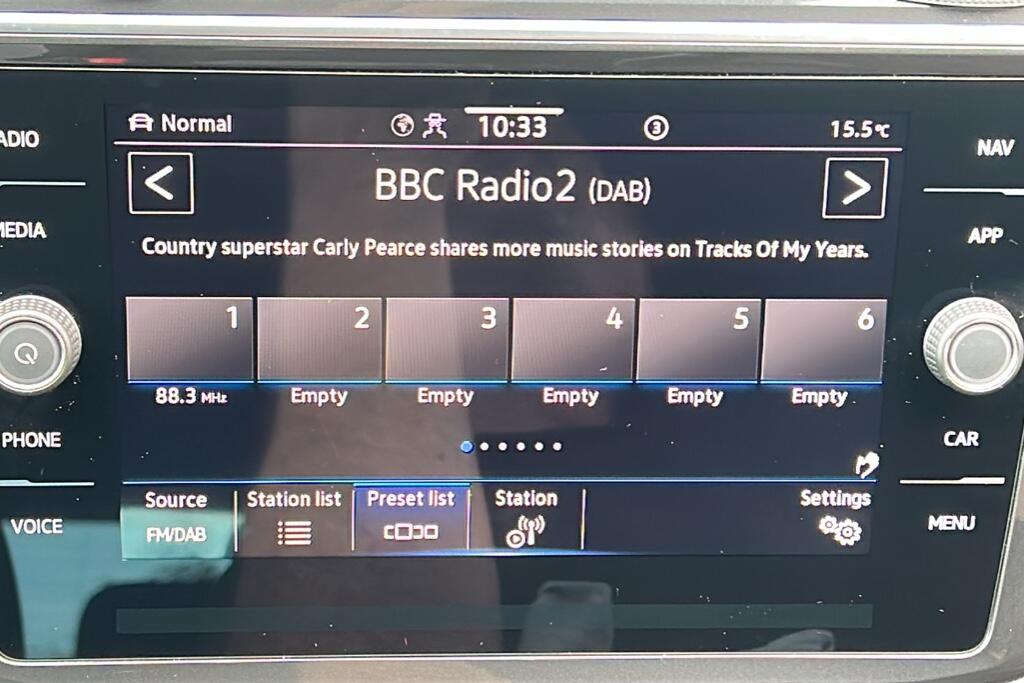 Normal
10:33
3
15.5°C
BBC Radio2 (DAB)
Country superstar Carly Pearce shares more music stories on Tracks Of My Years.
1 2 3 4 5 6
88.3 MHz Empty Empty Empty Empty Empty
Source
FM/DAB
Station list
Preset list
Station
Settings
PHONE
VOICE
NAV
APP
CAR
MENU